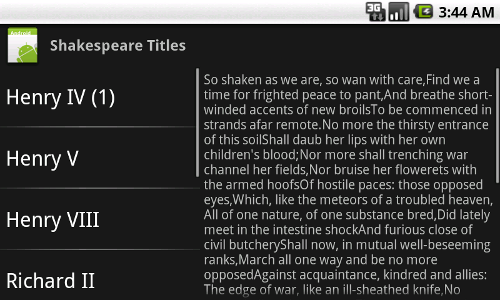 3G
3:44 AM
Android
Shakespeare Titles
Henry IV (1)
Henry V
Henry VIII
Richard II
So shaken as we are, so wan with care,Find we a
time for frighted peace to pant,And breathe short-
winded accents of new broilsTo be commenced in
strands afar remote.No more the thirsty entrance
of this soilShall daub her lips with her own
children's blood;Nor more shall trenching war
channel her fields,Nor bruise her flowerets with
the armed hoofsOf hostile paces: those opposed
eyes,Which, like the meteors of a troubled heaven,
All of one nature, of one substance bred,Did lately
meet in the intestine shockAnd furious close of
civil butcheryShall now, in mutual well-beseeming
ranks,March all one way and be no more
opposedAgainst acquaintance, kindred and allies:
The edge of war, like an ill-sheathed knife,No